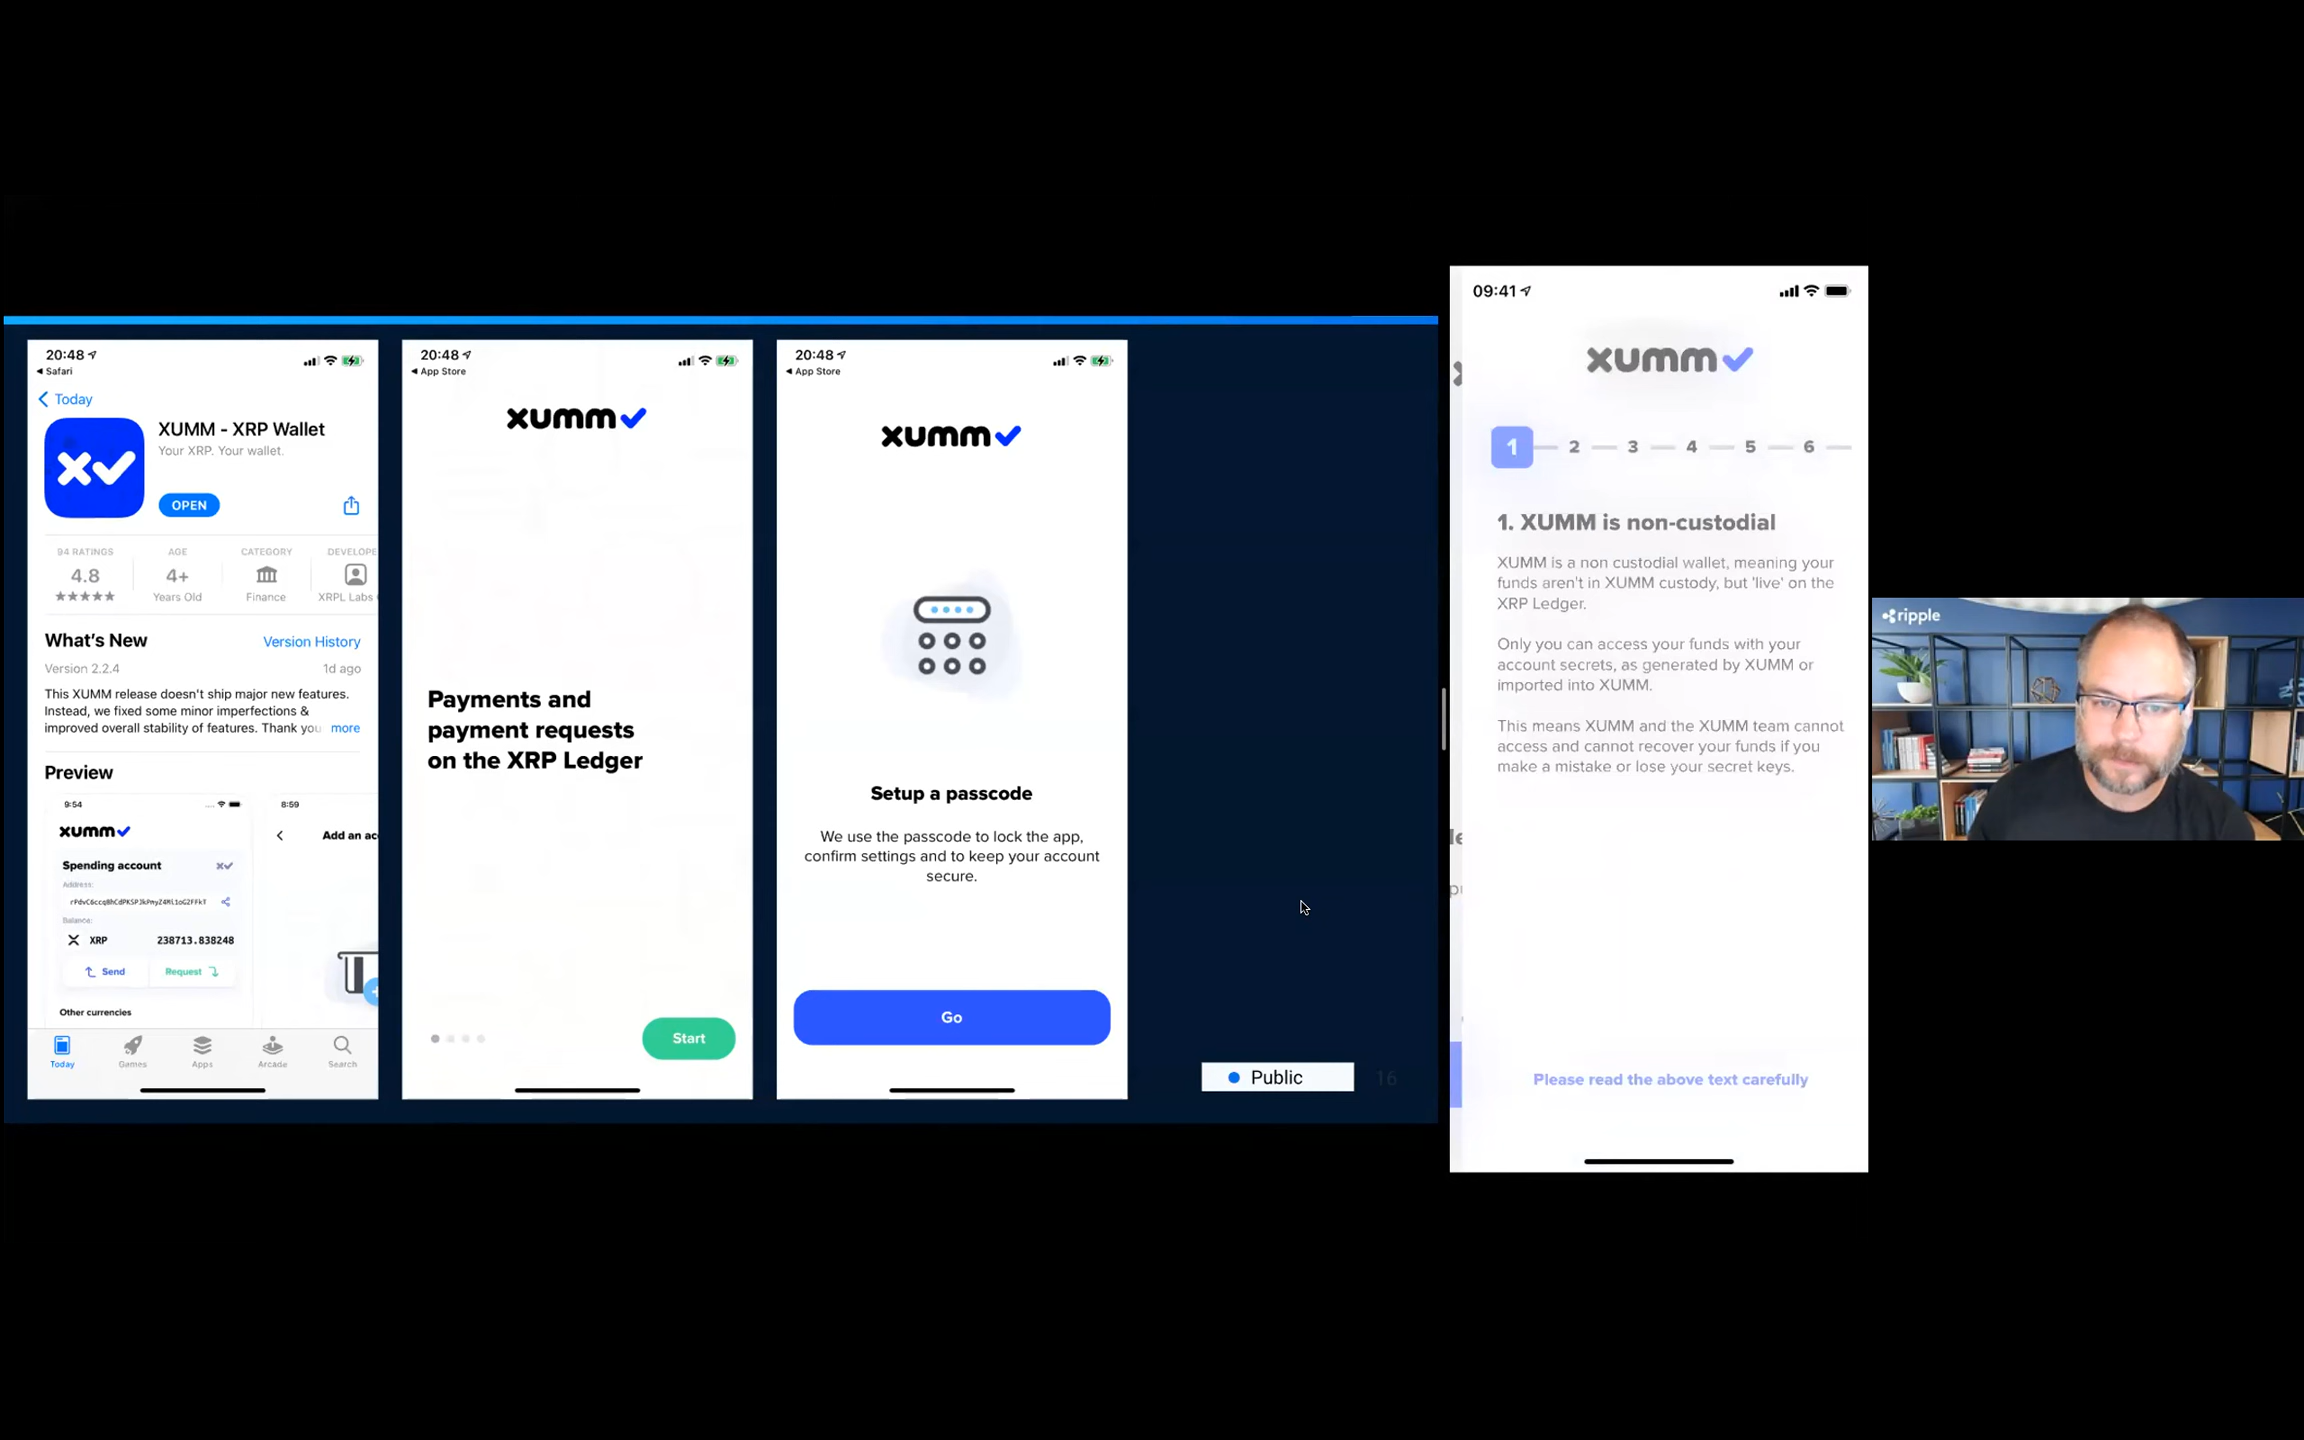 20:48
Safari
Today
XUMM - XRP Wallet
Your XRP. Your wallet.
OPEN
94 RATINGS
4.8
AGE
4+
Years Old
CATEGORY
Finance
DEVELOPE
XRPL Labs
What's New
Version History
Version 2.2.4
1d ago
This XUMM release doesn't ship major new features.
Instead, we fixed some minor imperfections &
improved overall stability of features. Thank you more
Preview
9:54
xumm
Spending account
Address:
Balance:
XRP 238713.838248
Send
Request
Other currencies
8:59
Add an ac
Today
Games
Apps
Arcade
Search
20:48
App Store
xumm
Payments and
payment requests
on the XRP Ledger
Start
20:48
App Store
xumm
Setup a passcode
We use the passcode to lock the app,
confirm settings and to keep your account
secure.
Go
Public
16
09:41
xumm
1 2 3 4 5 6
1. XUMM is non-custodial
XUMM is a non custodial wallet, meaning your
funds aren't in XUMM custody, but 'live' on the
XRP Ledger.
Only you can access your funds with your
account secrets, as generated by XUMM or
imported into XUMM.
This means XUMM and the XUMM team cannot
access and cannot recover your funds if you
make a mistake or lose your secret keys.
Please read the above text carefully
ripple